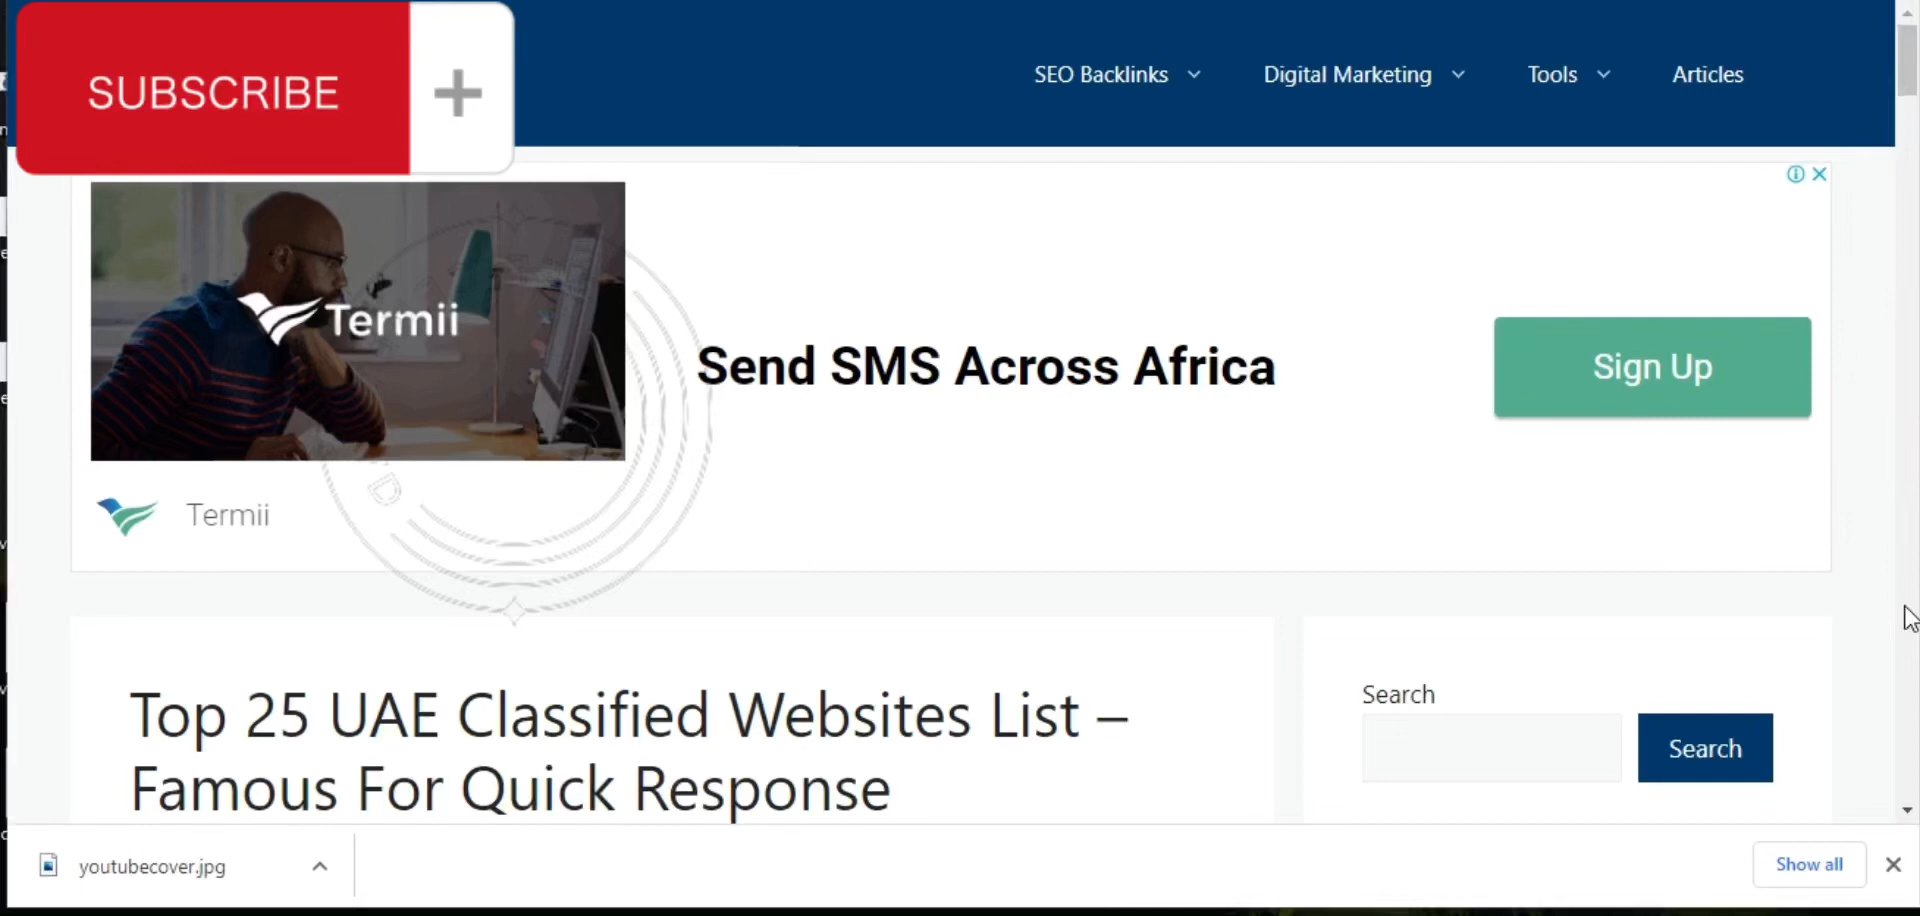 SUBSCRIBE
SEO Backlinks
Digital Marketing
Tools
Articles
Termii
Send SMS Across Africa
Sign Up
Termii
Top 25 UAE Classified Websites List –
Famous For Quick Response
Search
Search
youtubecover.jpg
Show all